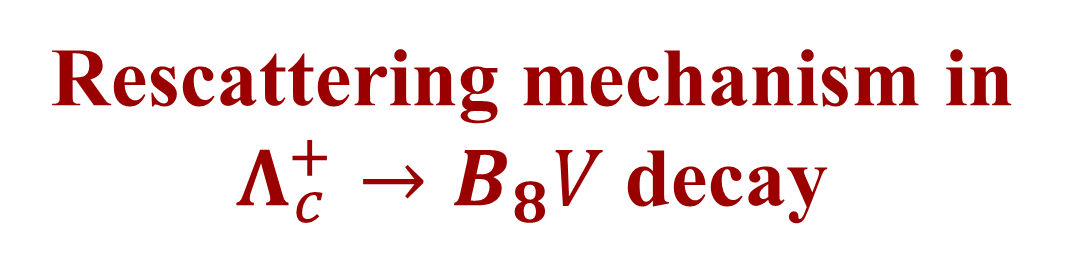 Rescattering mechanism in
Λ_c^+ → B_8V decay